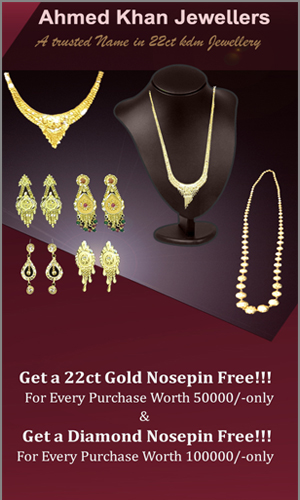 Ahmed Khan Jewellers
A trusted Name in 22ct kdm Jewellery
Get a 22ct Gold Nosepin Free!!!
For Every Purchase Worth 50000/-only
&
Get a Diamond Nosepin Free!!!
For Every Purchase Worth 100000/-only